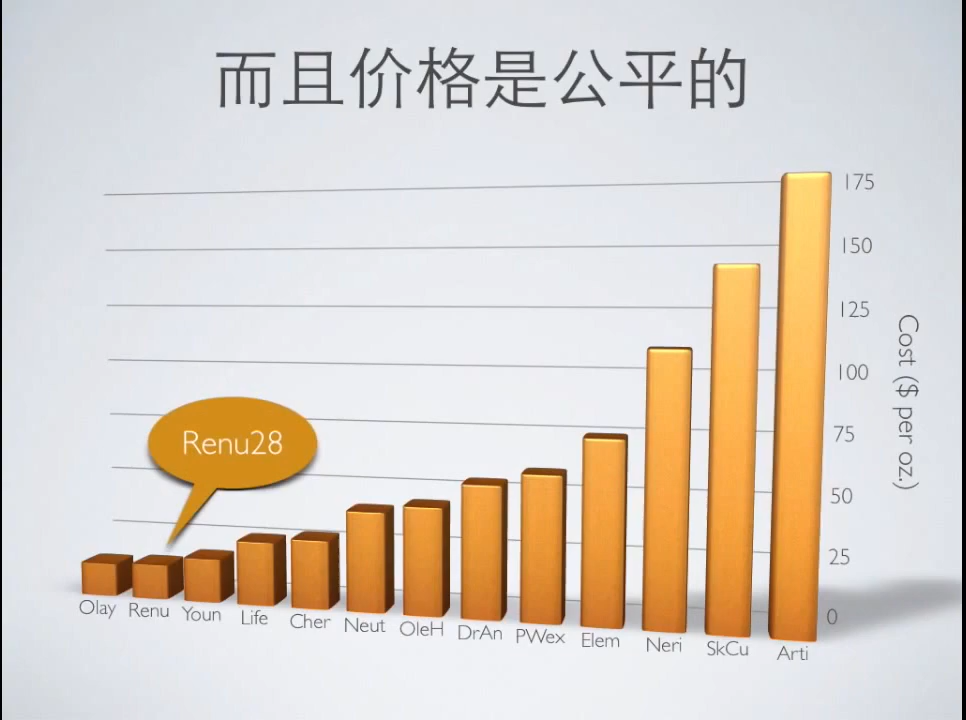 而且价格是公平的
175
150
125
100
75
50
25
0
Cost ($ per oz.)
Renu28
Olay
Renu
Youn
Life
Cher
Neut
OleH
DrAn
PWex
Elem
Neri
SkCu
Arti